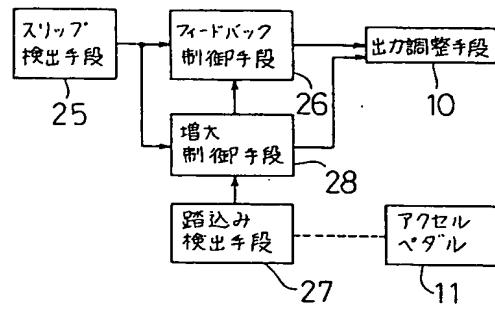 スリップ
検出手段
25
フィードバック
制御手段
26
出力調整手段
10
増大
制御手段
28
踏込み
検出手段
27
アクセル
ペダル
11